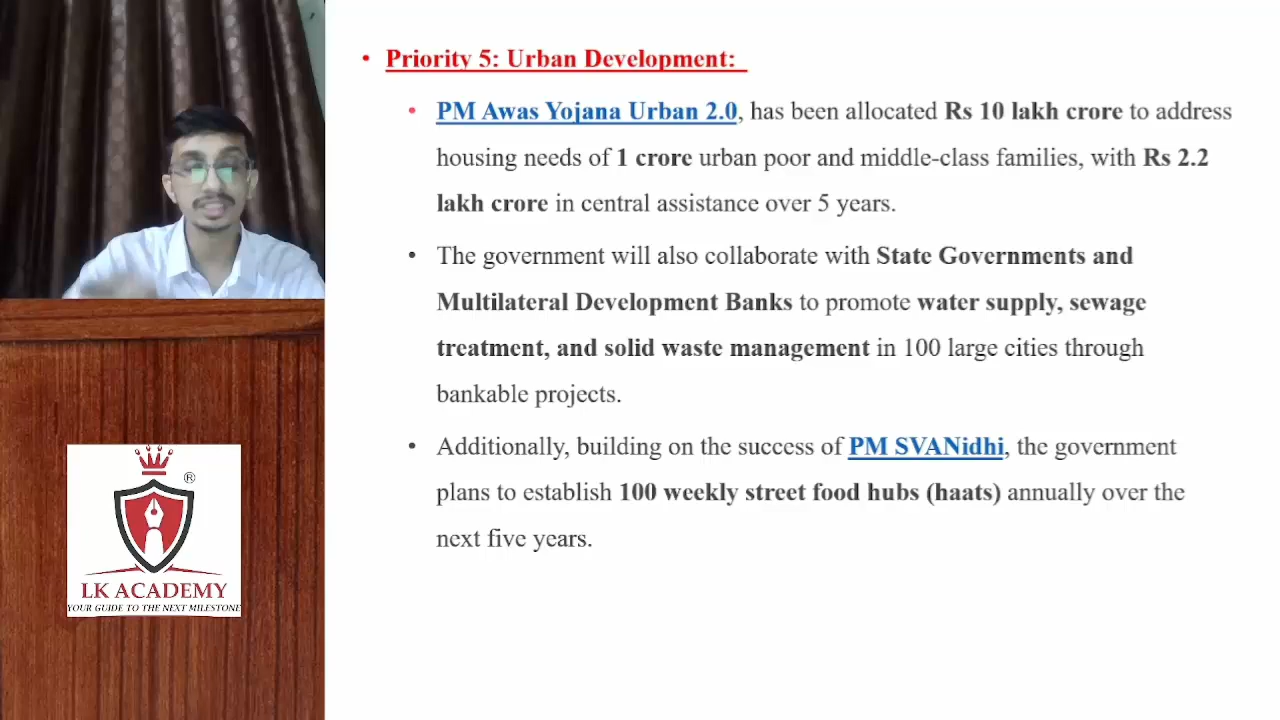 Priority 5: Urban Development:
PM Awas Yojana Urban 2.0, has been allocated Rs 10 lakh crore to address
housing needs of 1 crore urban poor and middle-class families, with Rs 2.2
lakh crore in central assistance over 5 years.
The government will also collaborate with State Governments and
Multilateral Development Banks to promote water supply, sewage
treatment, and solid waste management in 100 large cities through
bankable projects.
Additionally, building on the success of PM SVANidhi, the government
plans to establish 100 weekly street food hubs (haats) annually over the
next five years.
®
LK ACADEMY
YOUR GUIDE TO THE NEXT MILESTONE